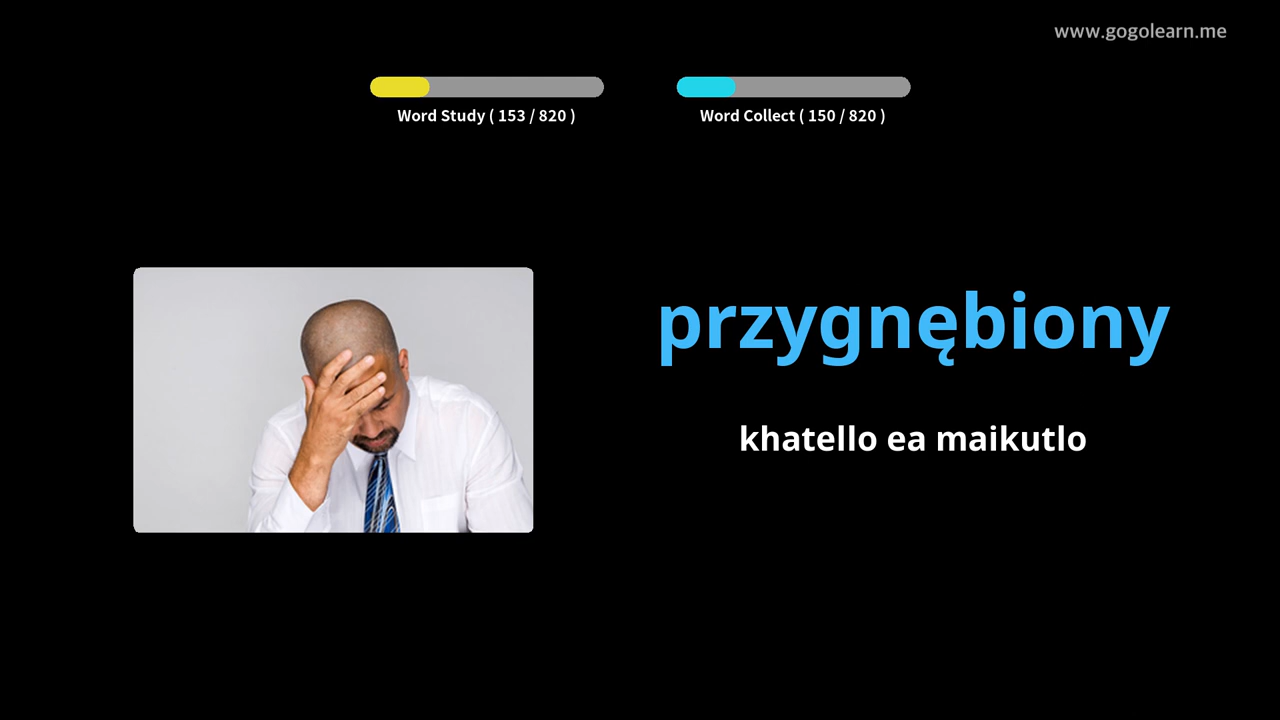 www.gogolearn.me
Word Study ( 153 / 820 )
Word Collect ( 150 / 820 )
przygnębiony
khatello ea maikutlo